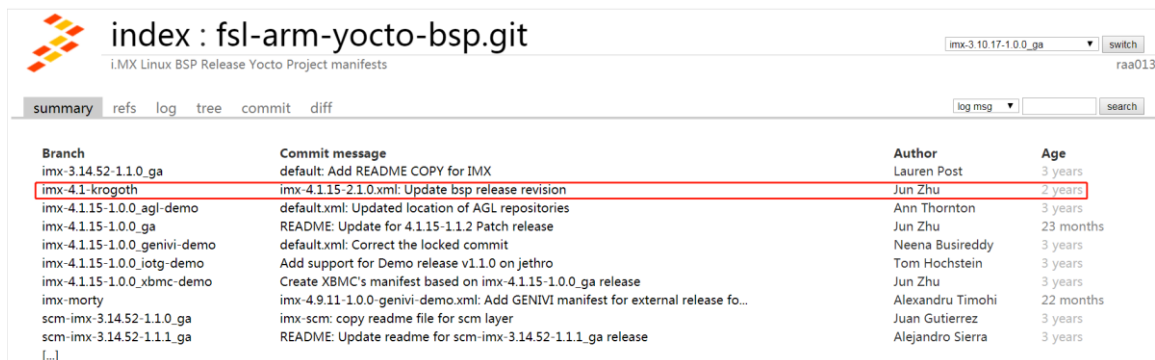 index : fsl-arm-yocto-bsp.git
imx-3.10.17-1.0.0_ga switch
i.MX Linux BSP Release Yocto Project manifests raa013
summary refs log tree commit diff log msg search
Branch Commit message Author Age
imx-3.14.52-1.1.0_ga default: Add README COPY for IMX Lauren Post 3 years
imx-4.1-krogoth imx-4.1.15-2.1.0.xml: Update bsp release revision Jun Zhu 2 years
imx-4.1.15-1.0.0_agl-demo default.xml: Updated location of AGL repositories Ann Thornton 3 years
imx-4.1.15-1.0.0_ga README: Update for 4.1.15-1.1.2 Patch release Jun Zhu 23 months
imx-4.1.15-1.0.0_genivi-demo default.xml: Correct the locked commit Neena Busireddy 3 years
imx-4.1.15-1.0.0_iotg-demo Add support for Demo release v1.1.0 on jethro Tom Hochstein 3 years
imx-4.1.15-1.0.0_xbmc-demo Create XBMC's manifest based on imx-4.1.15-1.0.0_ga release Jun Zhu 3 years
imx-morty imx-4.9.11-1.0.0-genivi-demo.xml: Add GENIVI manifest for external release fo... Alexandru Timohi 22 months
scm-imx-3.14.52-1.1.0_ga imx-scm: copy readme file for scm layer Juan Gutierrez 3 years
scm-imx-3.14.52-1.1.1_ga README: Update readme for scm-imx-3.14.52-1.1.1_ga release Alejandro Sierra 3 years
[...]